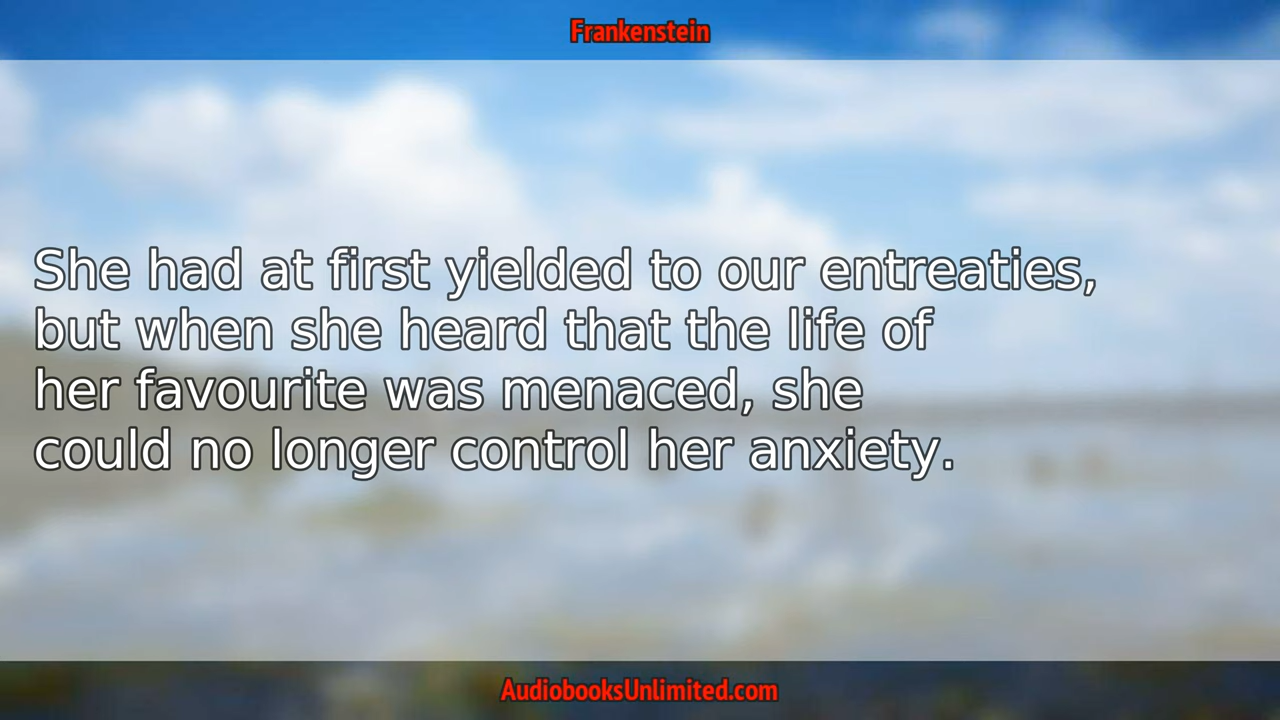 Frankenstein
She had at first yielded to our entreaties,
but when she heard that the life of
her favourite was menaced, she
could no longer control her anxiety.
AudiobooksUnlimited.com